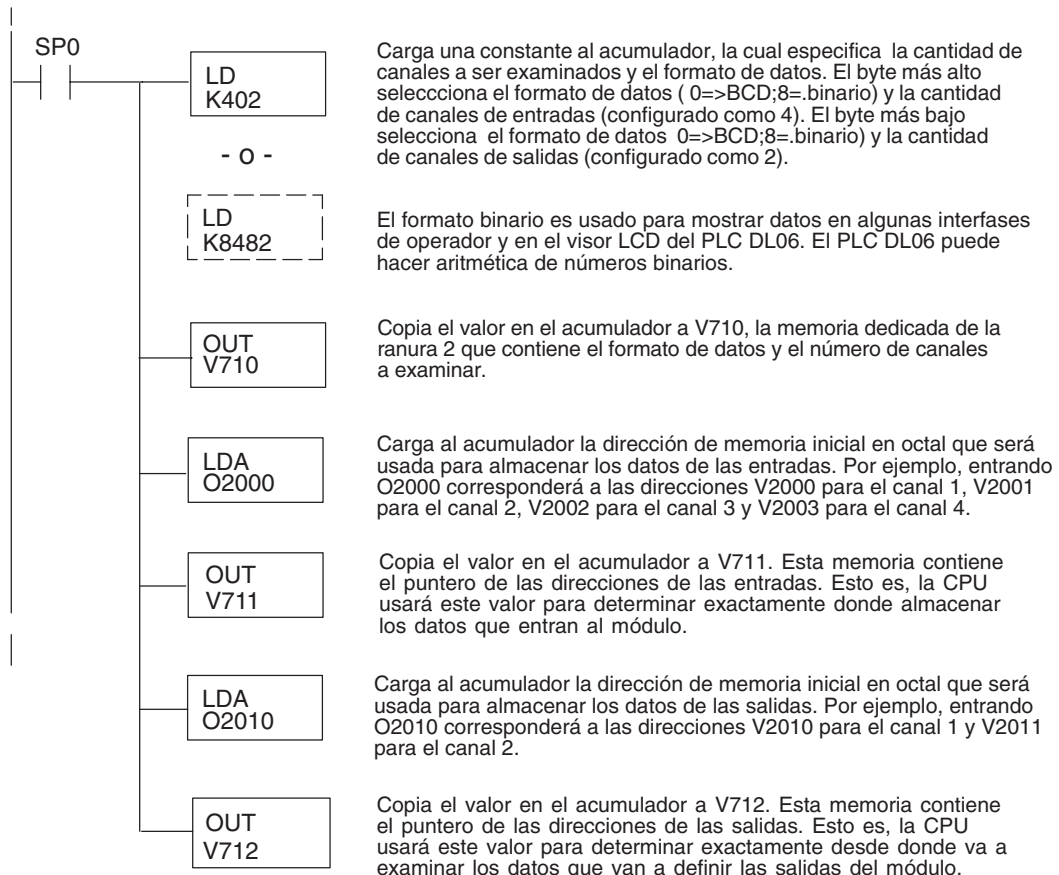 SP0
LD
K402
Carga una constante al acumulador, la cual especifica la cantidad de
canales a ser examinados y el formato de datos. El byte más alto
seleccciona el formato de datos ( 0=>BCD;8=.binario) y la cantidad
de canales de entradas (configurado como 4). El byte más bajo
selecciona el formato de datos 0=>BCD;8=.binario) y la cantidad
de canales de salidas (configurado como 2).
- o -
LD
K8482
El formato binario es usado para mostrar datos en algunas interfases
de operador y en el visor LCD del PLC DL06. El PLC DL06 puede
hacer aritmética de números binarios.
OUT
V710
Copia el valor en el acumulador a V710, la memoria dedicada de la
ranura 2 que contiene el formato de datos y el número de canales
a examinar.
LDA
O2000
Carga al acumulador la dirección de memoria inicial en octal que será
usada para almacenar los datos de las entradas. Por ejemplo, entrando
O2000 corresponderá a las direcciones V2000 para el canal 1, V2001
para el canal 2, V2002 para el canal 3 y V2003 para el canal 4.
OUT
V711
Copia el valor en el acumulador a V711. Esta memoria contiene
el puntero de las direcciones de las entradas. Esto es, la CPU
usará este valor para determinar exactamente donde almacenar
los datos que entran al módulo.
LDA
O2010
Carga al acumulador la dirección de memoria inicial en octal que será
usada para almacenar los datos de las salidas. Por ejemplo, entrando
O2010 corresponderá a las direcciones V2010 para el canal 1 y V2011
para el canal 2.
OUT
V712
Copia el valor en el acumulador a V712. Esta memoria contiene
el puntero de las direcciones de las salidas. Esto es, la CPU
usará este valor para determinar exactamente desde donde va a
examinar los datos que van a definir las salidas del módulo.